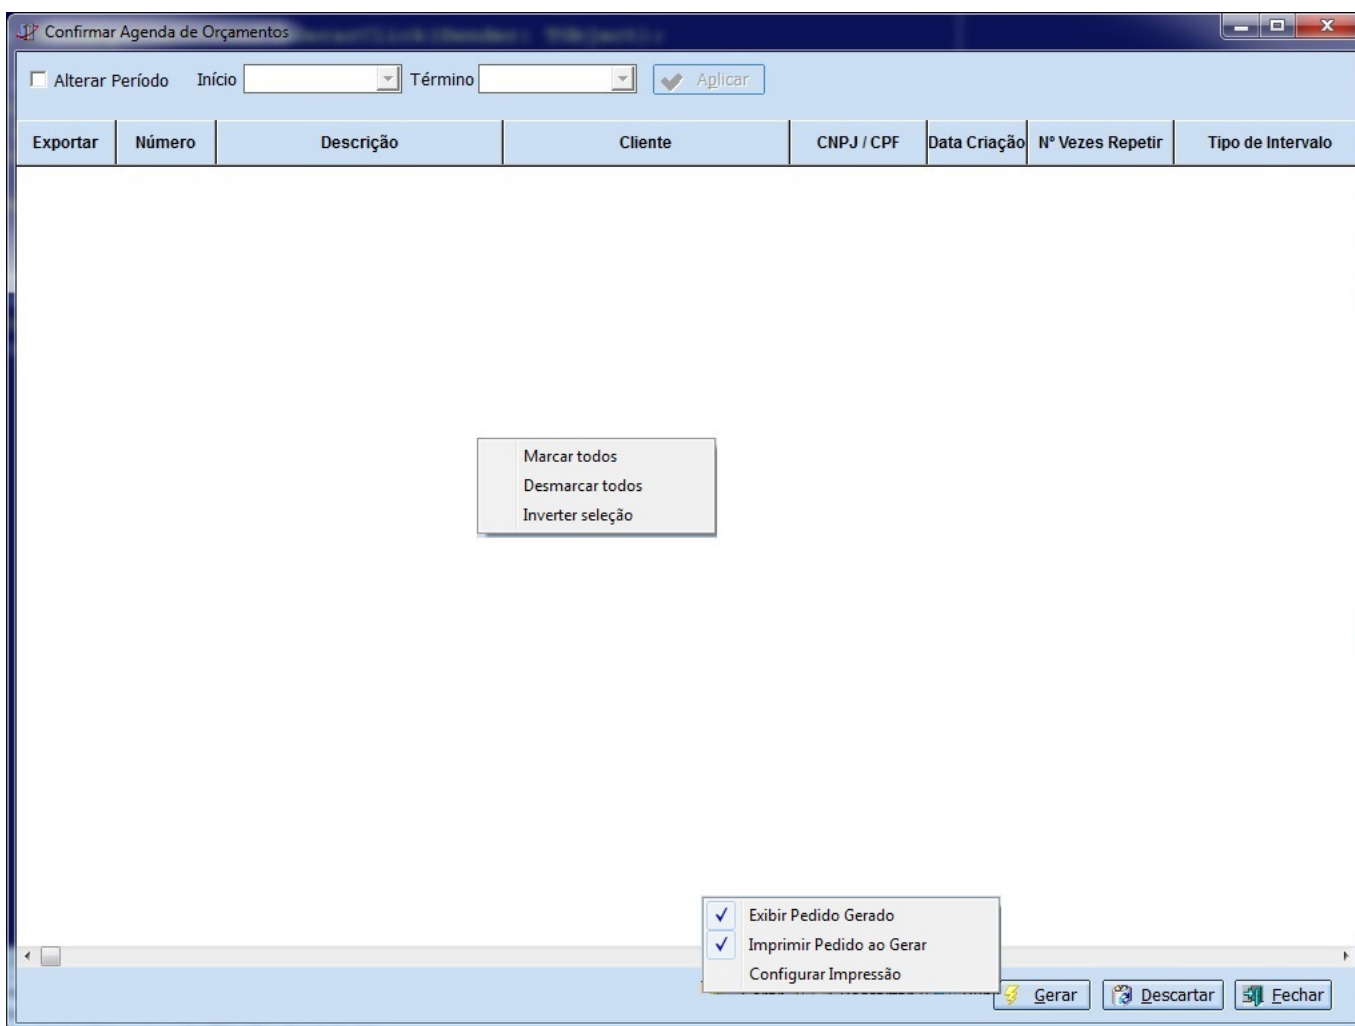 Confirmar Agenda de Orçamentos
Alterar Período Início Término Aplicar
Exportar Número Descrição Cliente CNPJ / CPF Data Criação Nº Vezes Repetir Tipo de Intervalo
Marcar todos
Desmarcar todos
Inverter seleção
Exibir Pedido Gerado
Imprimir Pedido ao Gerar
Configurar Impressão
Gerar Descartar Fechar